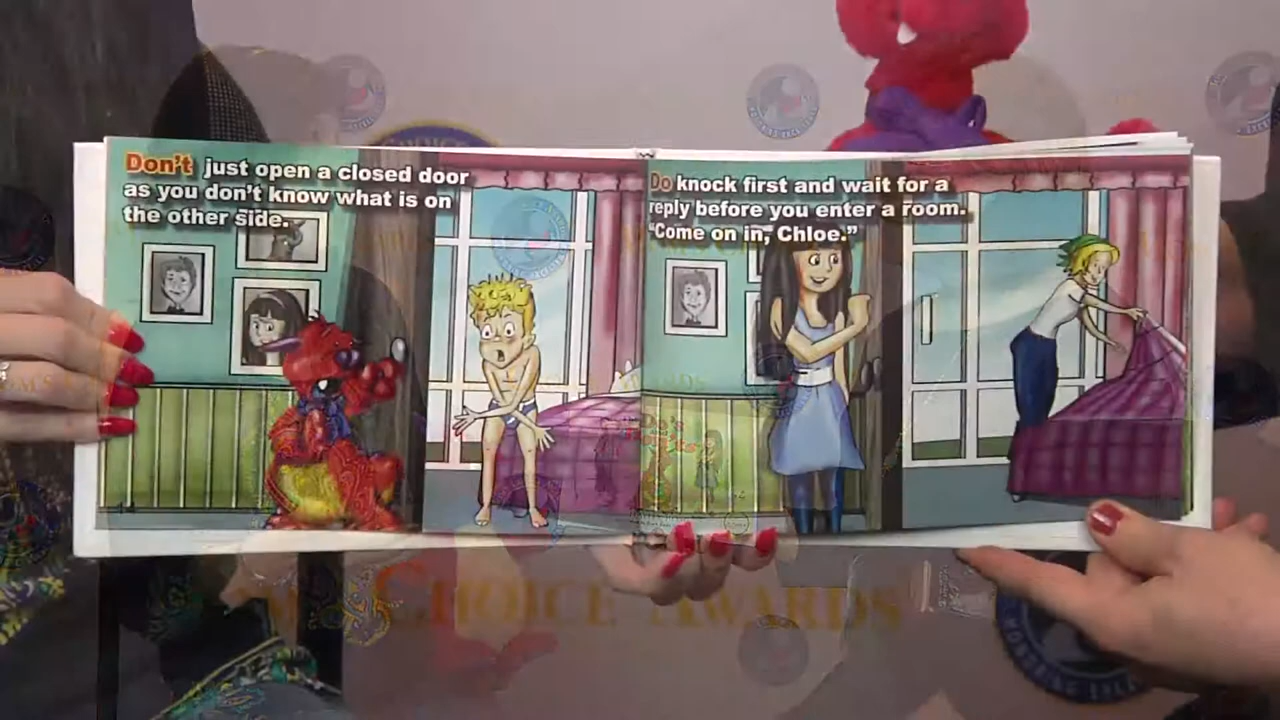 Don't just open a closed door
as you don't know what is on
the other side.
Do knock first and wait for a
reply before you enter a room.
"Come on in, Chloe."
CHOICE AWARDS